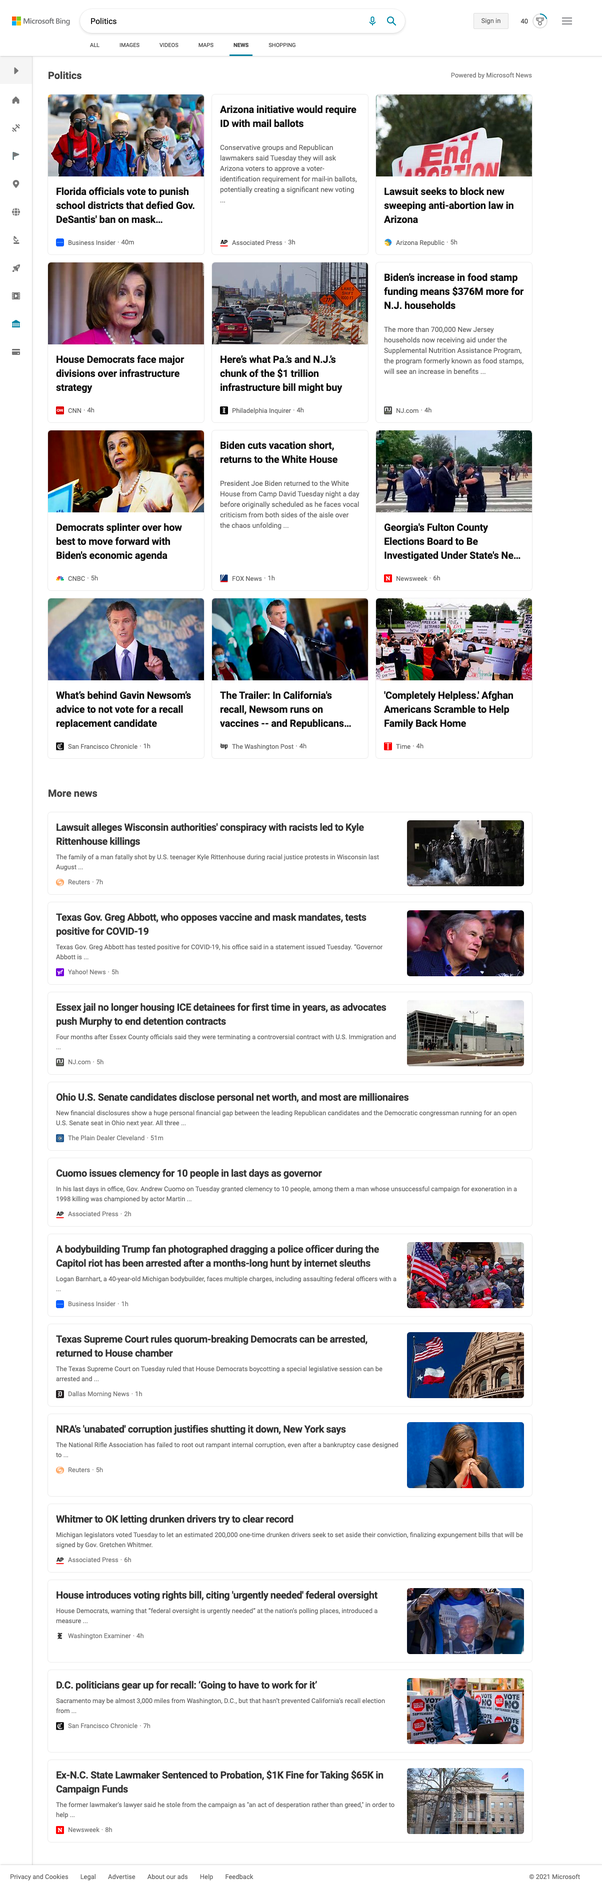 Microsoft Bing
Politics
Sign in
40
ALL
IMAGES
VIDEOS
MAPS
NEWS
SHOPPING
Politics
Powered by Microsoft News
Florida officials vote to punish
school districts that defied Gov.
DeSantis' ban on mask...
Business Insider · 40m
Arizona initiative would require
ID with mail ballots
Conservative groups and Republican
lawmakers said Tuesday they will ask
Arizona voters to approve a voter-
identification requirement for mail-in ballots,
potentially creating a significant new voting
...
AP Associated Press · 3h
End
ABORTION
Lawsuit seeks to block new
sweeping anti-abortion law in
Arizona
Arizona Republic · 5h
House Democrats face major
divisions over infrastructure
strategy
CNN · 4h
Here's what Pa.'s and N.J.'s
chunk of the $1 trillion
infrastructure bill might buy
Philadelphia Inquirer · 4h
Biden's increase in food stamp
funding means $376M more for
N.J. households
The more than 700,000 New Jersey
households now receiving aid under the
Supplemental Nutrition Assistance Program,
the program formerly known as food stamps,
will see an increase in benefits ...
NJ.com · 4h
Democrats splinter over how
best to move forward with
Biden's economic agenda
CNBC · 5h
Biden cuts vacation short,
returns to the White House
President Joe Biden returned to the White
House from Camp David Tuesday night a day
before originally scheduled as he faces vocal
criticism from both sides of the aisle over
the chaos unfolding ...
FOX News · 1h
Georgia's Fulton County
Elections Board to Be
Investigated Under State's Ne...
Newsweek · 6h
What's behind Gavin Newsom's
advice to not vote for a recall
replacement candidate
San Francisco Chronicle · 1h
The Trailer: In California's
recall, Newsom runs on
vaccines -- and Republicans...
wp The Washington Post · 4h
'Completely Helpless.' Afghan
Americans Scramble to Help
Family Back Home
Time · 4h
More news
Lawsuit alleges Wisconsin authorities' conspiracy with racists led to Kyle
Rittenhouse killings
The family of a man fatally shot by U.S. teenager Kyle Rittenhouse during racial justice protests in Wisconsin last
August ...
Reuters · 7h
Texas Gov. Greg Abbott, who opposes vaccine and mask mandates, tests
positive for COVID-19
Texas Gov. Greg Abbott has tested positive for COVID-19, his office said in a statement issued Tuesday. "Governor
Abbott is ...
Yahoo! News · 5h
Essex jail no longer housing ICE detainees for first time in years, as advocates
push Murphy to end detention contracts
Four months after Essex County officials said they were terminating a controversial contract with U.S. Immigration and
...
NJ.com · 5h
Ohio U.S. Senate candidates disclose personal net worth, and most are millionaires
New financial disclosures show a huge personal financial gap between the leading Republican candidates and the Democratic congressman running for an open
U.S. Senate seat in Ohio next year. All three ...
The Plain Dealer Cleveland · 51m
Cuomo issues clemency for 10 people in last days as governor
In his last days in office, Gov. Andrew Cuomo on Tuesday granted clemency to 10 people, among them a man whose unsuccessful campaign for exoneration in a
1998 killing was championed by actor Martin ...
AP Associated Press · 2h
A bodybuilding Trump fan photographed dragging a police officer during the
Capitol riot has been arrested after a months-long hunt by internet sleuths
Logan Barnhart, a 40-year-old Michigan bodybuilder, faces multiple charges, including assaulting federal officers with a
...
Business Insider · 1h
Texas Supreme Court rules quorum-breaking Democrats can be arrested,
returned to House chamber
The Texas Supreme Court on Tuesday ruled that House Democrats boycotting a special legislative session can be
arrested and ...
Dallas Morning News · 1h
NRA's 'unabated' corruption justifies shutting it down, New York says
The National Rifle Association has failed to root out rampant internal corruption, even after a bankruptcy case designed
to ...
Reuters · 5h
Whitmer to OK letting drunken drivers try to clear record
Michigan legislators voted Tuesday to let an estimated 200,000 one-time drunken drivers seek to set aside their conviction, finalizing expungement bills that will be
signed by Gov. Gretchen Whitmer.
AP Associated Press · 6h
House introduces voting rights bill, citing 'urgently needed' federal oversight
House Democrats, warning that "federal oversight is urgently needed" at the nation's polling places, introduced a
measure ...
Washington Examiner · 4h
D.C. politicians gear up for recall: 'Going to have to work for it'
Sacramento may be almost 3,000 miles from Washington, D.C., but that hasn't prevented California's recall election
from ...
San Francisco Chronicle · 7h
VOTE NO
Ex-N.C. State Lawmaker Sentenced to Probation, $1K Fine for Taking $65K in
Campaign Funds
The former lawmaker's lawyer said he stole from the campaign as "an act of desperation rather than greed," in order to
help ...
Newsweek · 8h
Privacy and Cookies
Legal
Advertise
About our ads
Help
Feedback
© 2021 Microsoft